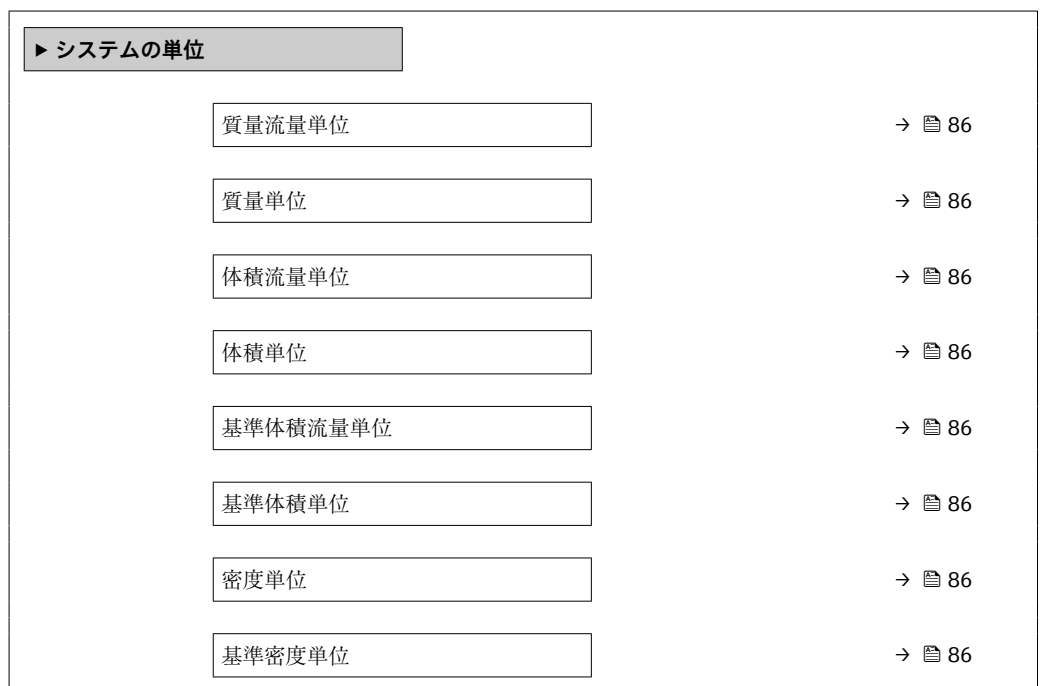 ▶ システムの単位
質量流量単位 → 86
質量単位 → 86
体積流量単位 → 86
体積単位 → 86
基準体積流量単位 → 86
基準体積単位 → 86
密度単位 → 86
基準密度単位 → 86